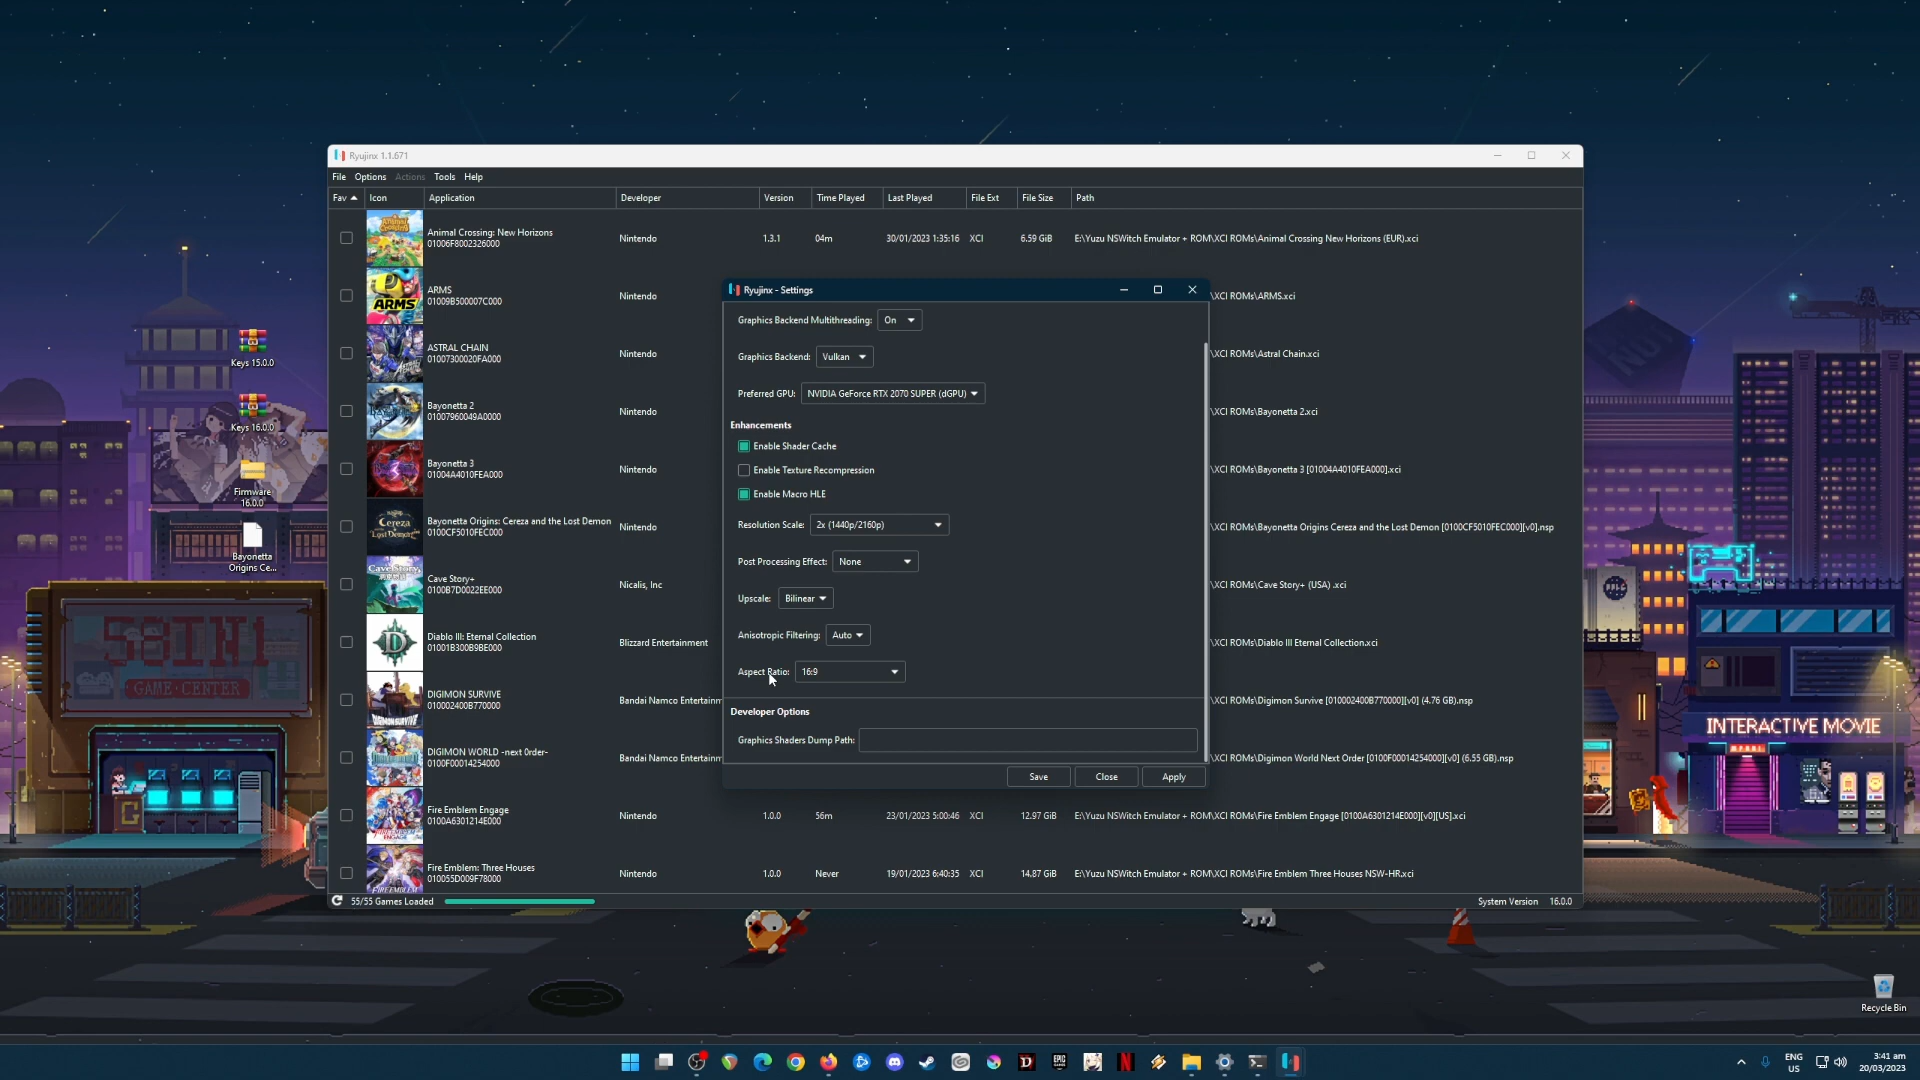 Ryujinx 1.1.671
File Options Actions Tools Help
Fav Icon Application Developer Version Time Played Last Played File Ext File Size Path
Animal Crossing: New Horizons
01006F8002326000
Nintendo 1.3.1 04m 30/01/2023 1:35:16 XCI 6.59 GiB E:\Yuzu NSWitch Emulator + ROM\XCI ROMs\Animal Crossing New Horizons (EUR).xci
ARMS
01009B500007C000
Nintendo \XCI ROMs\ARMS.xci
ASTRAL CHAIN
01007300020FA000
Nintendo \XCI ROMs\Astral Chain.xci
Bayonetta 2
01007960049A0000
Nintendo \XCI ROMs\Bayonetta 2.xci
Bayonetta 3
01004A4010FEA000
Nintendo \XCI ROMs\Bayonetta 3 [01004A4010FEA000].xci
Bayonetta Origins: Cereza and the Lost Demon
0100CF5010FEC000
Nintendo \XCI ROMs\Bayonetta Origins Cereza and the Lost Demon [0100CF5010FEC000][v0].nsp
Cave Story+
0100B7D0022EE000
Nicalis, Inc \XCI ROMs\Cave Story+ (USA) .xci
Diablo III: Eternal Collection
01001B300B9BE000
Blizzard Entertainment \XCI ROMs\Diablo III Eternal Collection.xci
DIGIMON SURVIVE
010002400B770000
Bandai Namco Entertainm \XCI ROMs\Digimon Survive [010002400B770000][v0] (4.76 GB).nsp
DIGIMON WORLD -next 0rder-
0100F00014254000
Bandai Namco Entertainm \XCI ROMs\Digimon World Next Order [0100F00014254000][v0] (6.55 GB).nsp
Fire Emblem Engage
0100A6301214E000
Nintendo 1.0.0 56m 23/01/2023 5:00:46 XCI 12.97 GiB E:\Yuzu NSWitch Emulator + ROM\XCI ROMs\Fire Emblem Engage [0100A6301214E000][v0][US].xci
Fire Emblem: Three Houses
010055D009F78000
Nintendo 1.0.0 Never 19/01/2023 6:40:35 XCI 14.87 GiB E:\Yuzu NSWitch Emulator + ROM\XCI ROMs\Fire Emblem Three Houses NSW-HR.xci
55/55 Games Loaded System Version 16.0.0
Ryujinx - Settings
Graphics Backend Multithreading: On
Graphics Backend: Vulkan
Preferred GPU: NVIDIA GeForce RTX 2070 SUPER (dGPU)
Enhancements
Enable Shader Cache
Enable Texture Recompression
Enable Macro HLE
Resolution Scale: 2x (1440p/2160p)
Post Processing Effect: None
Upscale: Bilinear
Anisotropic Filtering: Auto
Aspect Ratio: 16:9
Developer Options
Graphics Shaders Dump Path:
Save Close Apply
ARMS
Cereza
CaveStory+
D
DIGIMON SURVIVE
FIRE EMBLEM
Keys 15.0.0
Keys 16.0.0
Firmware
16.0.0
Bayonetta
Origins Ce...
GAME·CENTER
INTERACTIVE MOVIE
Recycle Bin
ENG
US
3:41 am
20/03/2023